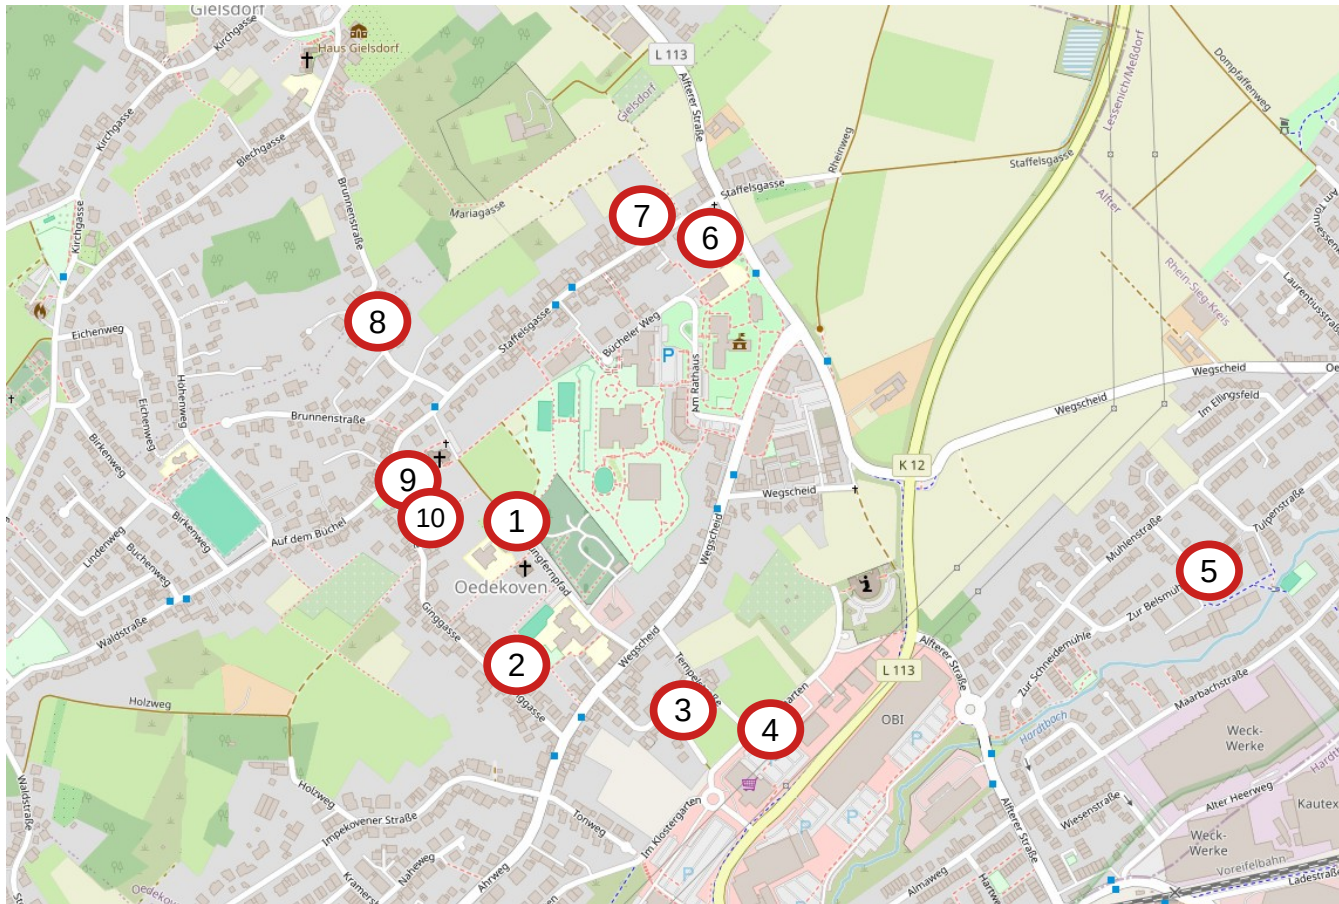 Gielsdorf
Kirchgasse
Haus Gielsdorf
L 113
Alfterer Straße
Lessenich/Meßdorf
Dompfaffenweg
Kirchgasse
Blechgasse
Gielsdorf
Rheinweg
Staffelsgasse
Staffelsgasse
Alfter
Brunnenstraße
Mariagasse
Kirchgasse
7
6
Rhein-Sieg-Kreis
Laurentiusstraße
8
Eichenweg
Staffelsgasse
Bücheler Weg
P
Am Rathaus
Höhenweg
Eichenweg
Brunnenstraße
Wegscheid
Wegscheid
Im Ellingsfeld
Birkenweg
K 12
9
10
1
Wegscheid
Wegscheid
Lindenweg
Birkenweg
Buchenweg
Auf dem Büchel
Mühlenstraße
Tulpenstraße
5
Oedekoven
Zur Belsmü
Waldstraße
Ginggasse
Wegscheid
2
Alfterer Straße
L 113
Zur Schneidemühle
Maarbachstraße
Holzweg
3
4
OBI
P
Hardtbach
Weck-
Werke
Waldstraße
Holzweg
Impekovener Straße
Tonweg
Im Klostergarten
P
P
P
Alfterer Straße
Wiesenstraße
Alter Heerweg
Kautex
Weck-
Werke
Naheweg
Ahrweg
Almaweg
Voreifelbahn
Ladestraße